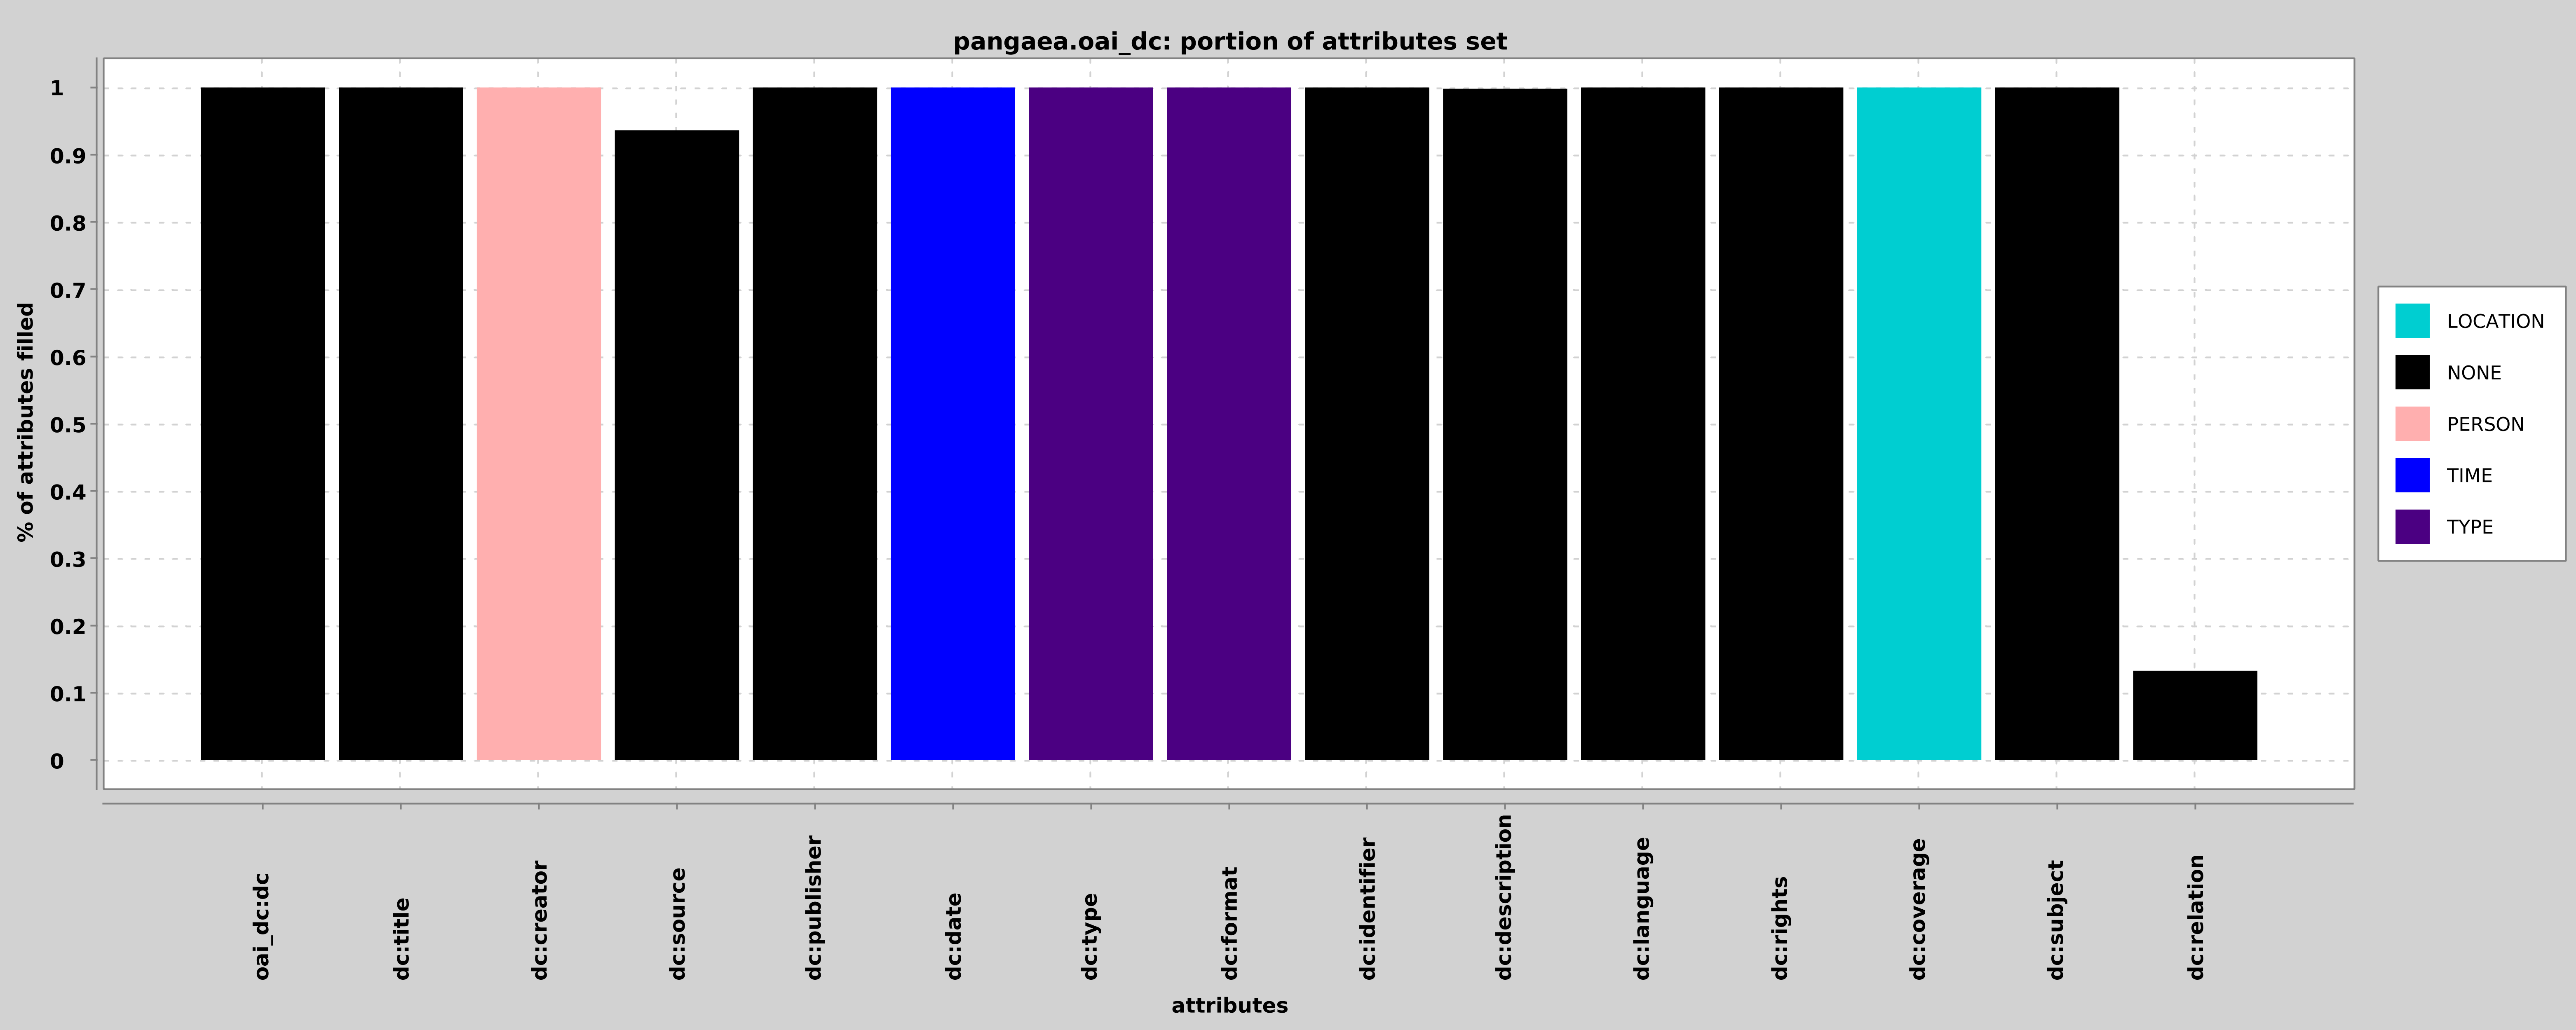 pangaea.oai_dc: portion of attributes set
% of attributes filled
1
0.9
0.8
0.7
0.6
0.5
0.4
0.3
0.2
0.1
0
oai_dc:dc
dc:title
dc:creator
dc:source
dc:publisher
dc:date
dc:type
dc:format
dc:identifier
dc:description
dc:language
dc:rights
dc:coverage
dc:subject
dc:relation
attributes
LOCATION
NONE
PERSON
TIME
TYPE